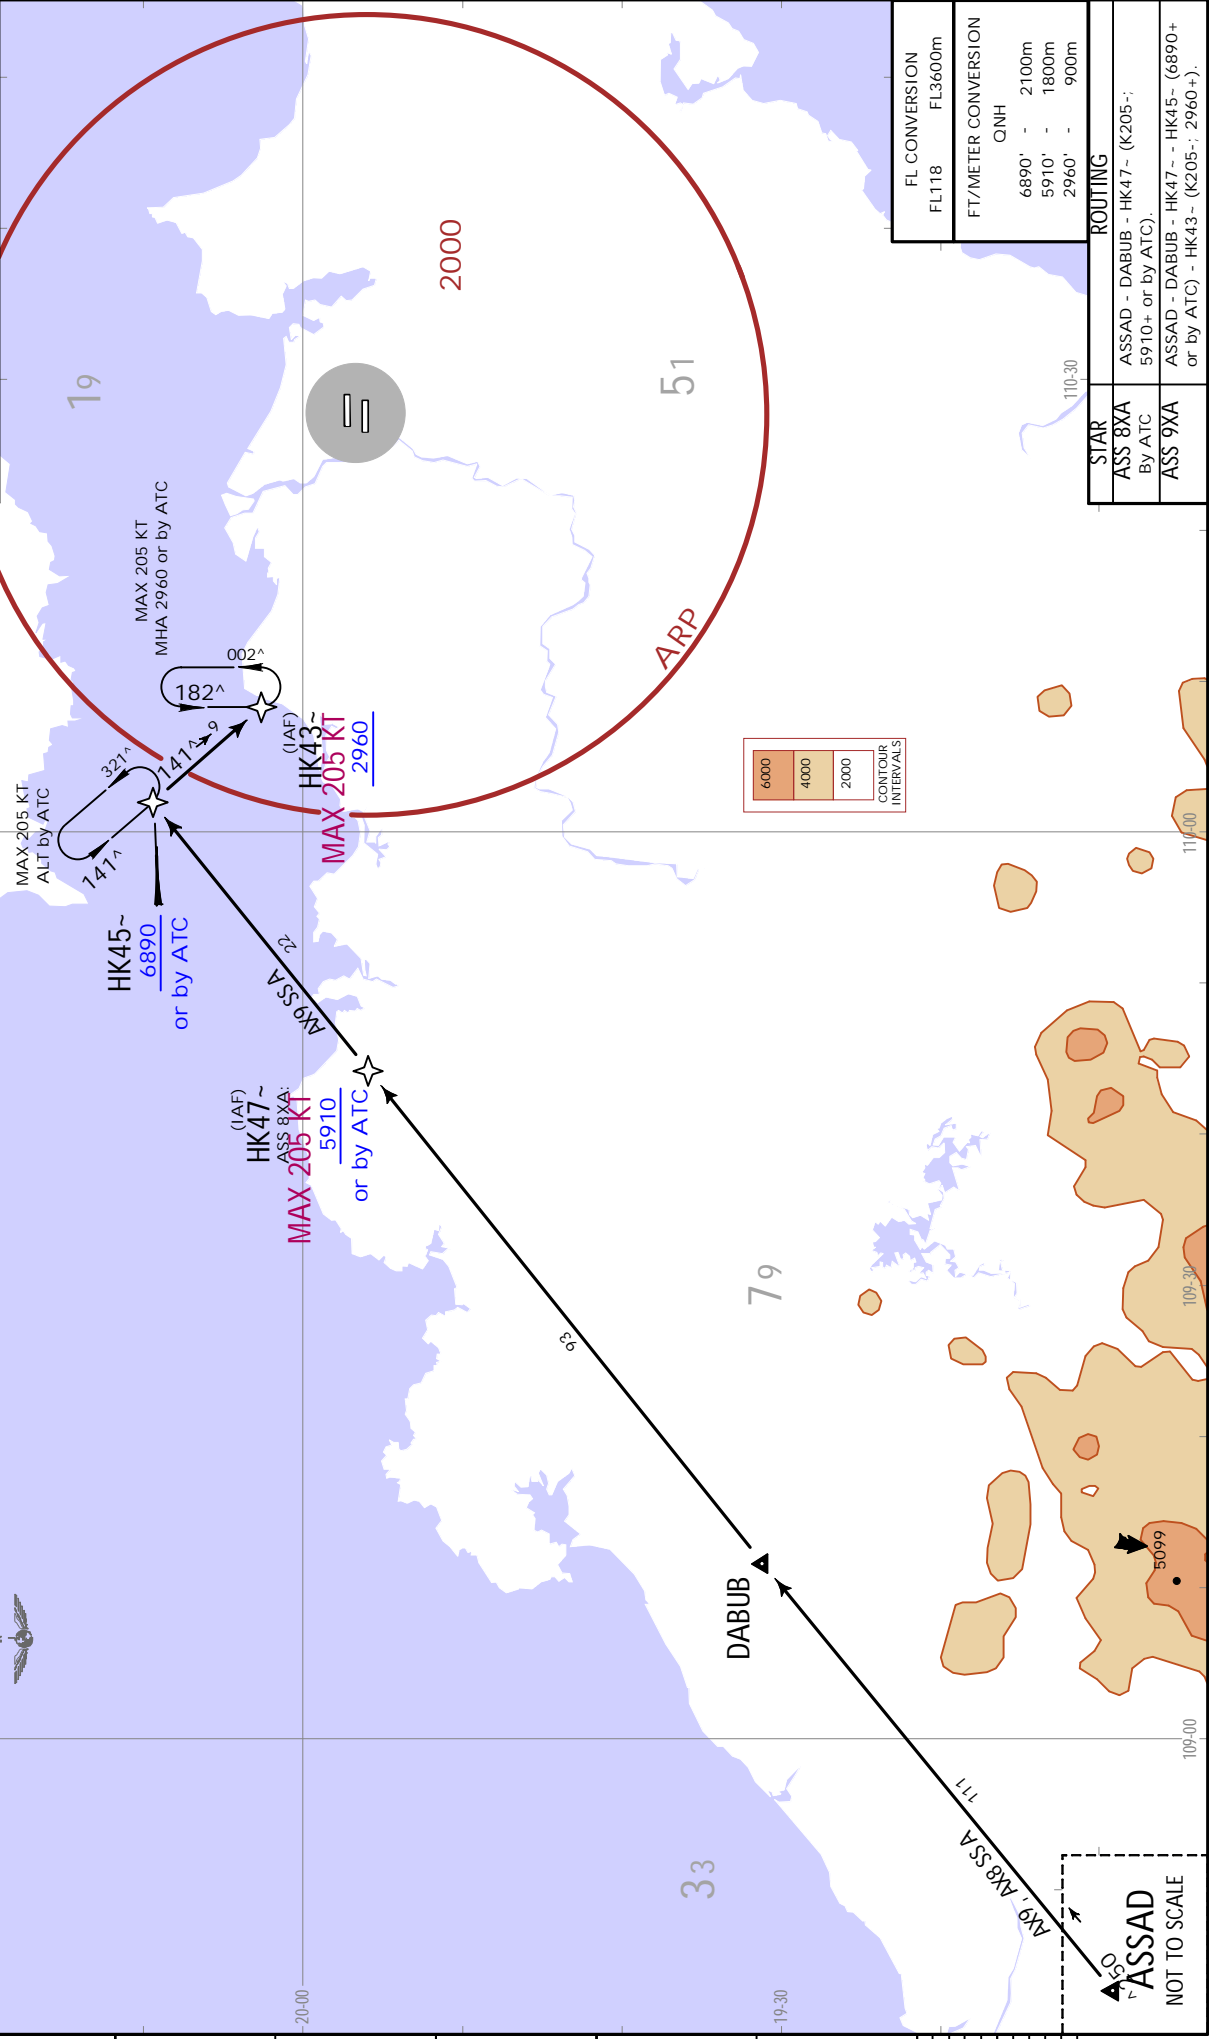 FL CONVERSION
FL118 FL3600m
FT/METER CONVERSION
QNH
6890' - 2100m
5910' - 1800m
2960' - 900m
STAR ROUTING
ASS 8XA
By ATC
ASSAD - DABUB - HK47~ (K205-;
5910+ or by ATC).
ASS 9XA
ASSAD - DABUB - HK47~ - HK45~ (6890+
or by ATC) - HK43~ (K205-; 2960+).
19
2000
51
110-30
MAX 205 KT
MHA 2960 or by ATC
002^
182^
ARP
(IAF)
HK43~
MAX 205 KT
2960
141^
9
321^
MAX 205 KT
ALT by ATC
141^
6000
4000
2000
CONTOUR
INTERVALS
110-00
HK45~
6890
or by ATC
22
AX9 SSA
(IAF)
HK47~
ASS 8XA:
MAX 205 KT
5910
or by ATC
79
109-30
93
5099
DABUB
109-00
111
AX9, AX8 SSA
33
20-00
19-30
ASSAD
NOT TO SCALE